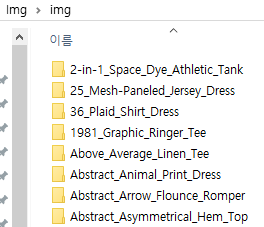 Img > img
이름
2-in-1_Space_Dye_Athletic_Tank
25_Mesh-Paneled_Jersey_Dress
36_Plaid_Shirt_Dress
1981_Graphic_Ringer_Tee
Above_Average_Linen_Tee
Abstract_Animal_Print_Dress
Abstract_Arrow_Flounce_Romper
Abstract_Asymmetrical_Hem_Top